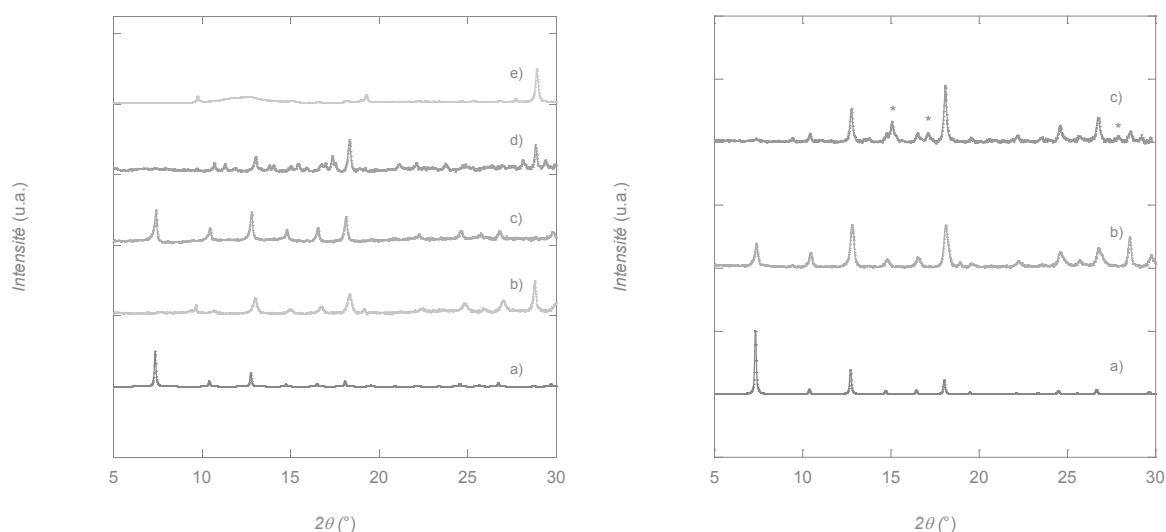 e)
d)
c)
b)
a)
Intensité (u.a.)
5 10 15 20 25 30
2θ (°)
c)
* * *
b)
a)
Intensité (u.a.)
5 10 15 20 25 30
2θ (°)